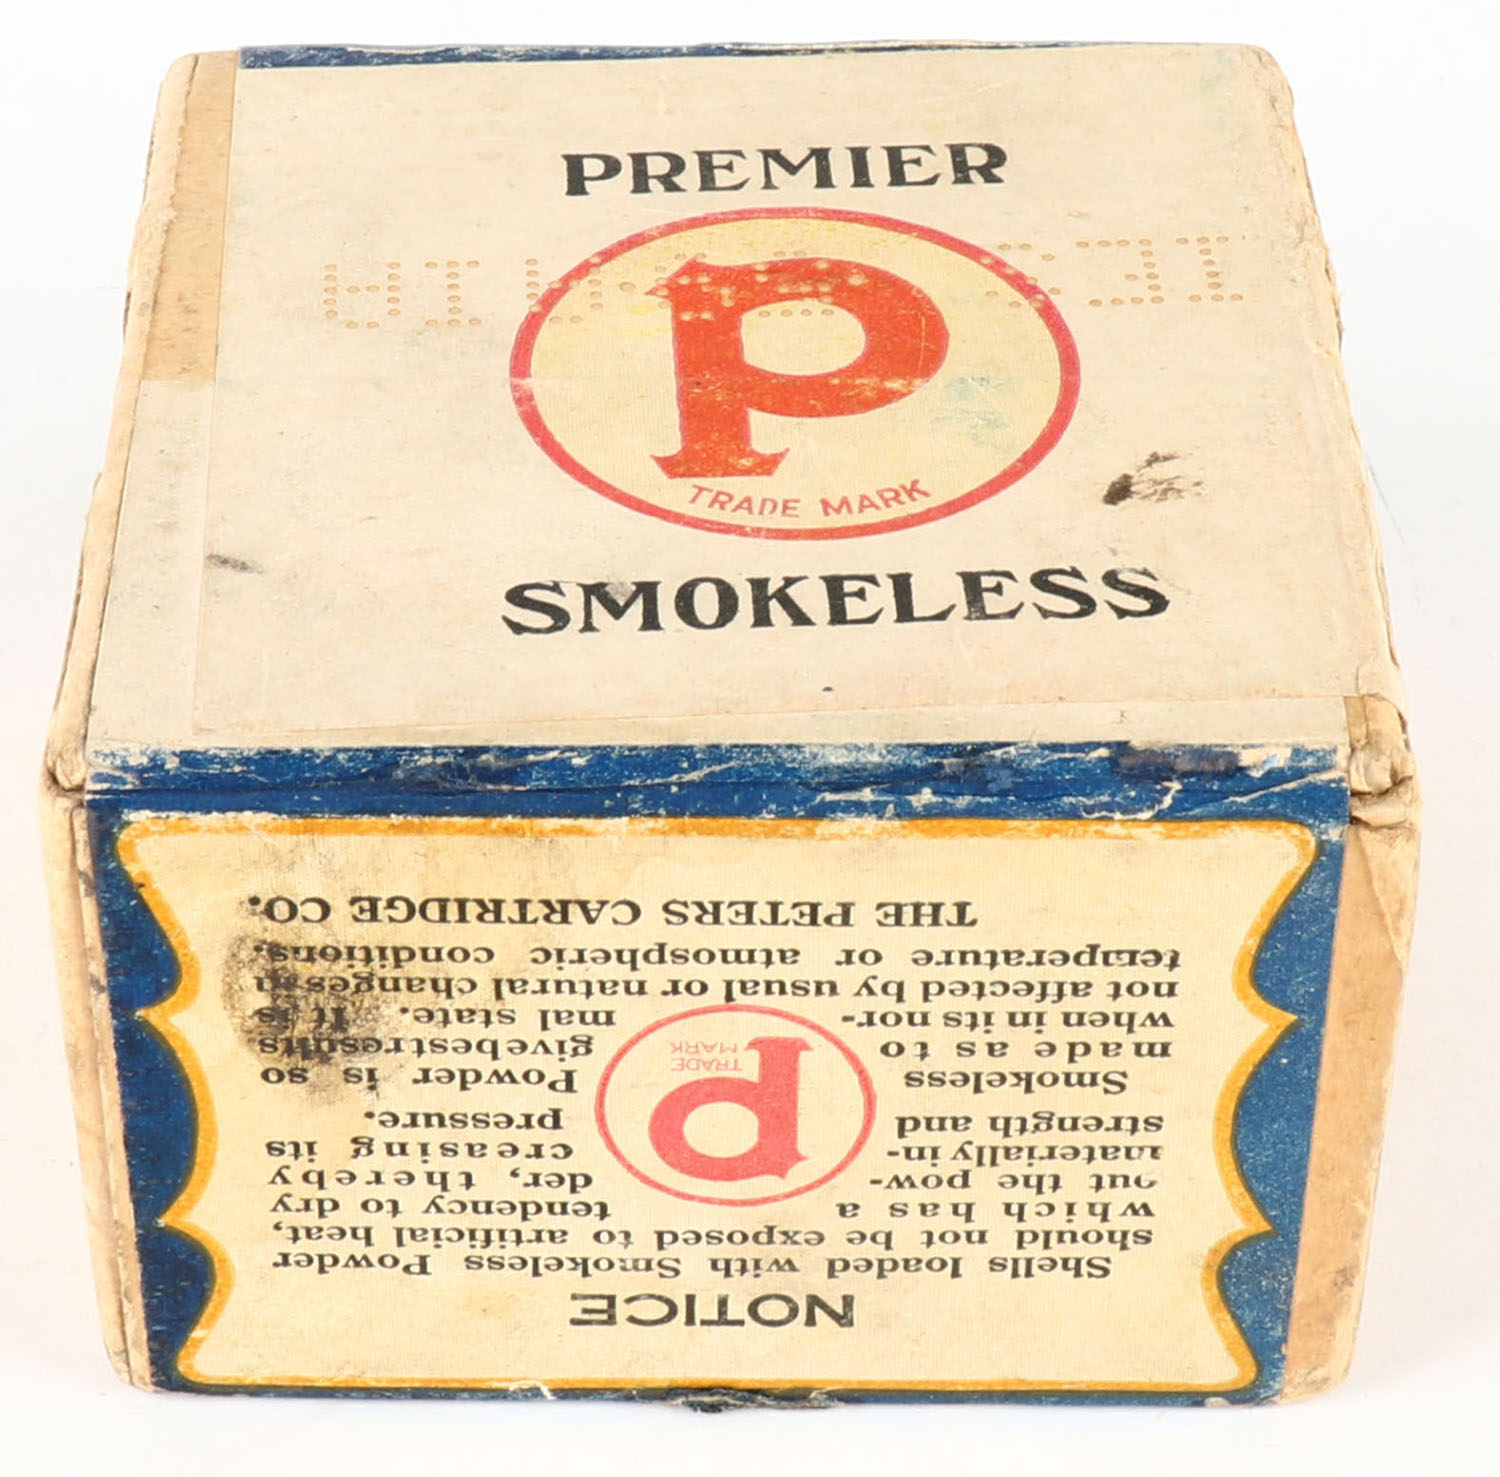 PREMIER
P
TRADE MARK
SMOKELESS
NOTICE
Shells loaded with Smokeless Powder
should not be exposed to artificial heat,
which has a tendency to dry
out the pow- der, thereby
materially in- creasing its
strength and pressure.
Smokeless Powder is so
made as to give best results
when in its nor- mal state. It is
not affected by usual or natural changes in
temperature or atmospheric conditions.
P
TRADE
MARK
THE PETERS CARTRIDGE CO.